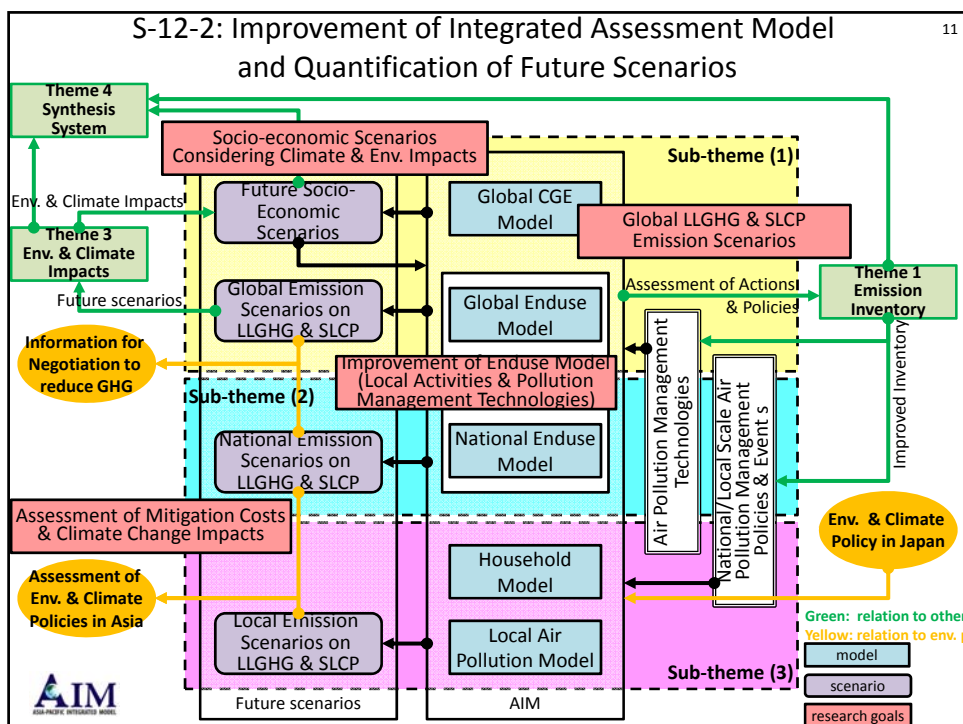 S-12-2: Improvement of Integrated Assessment Model
and Quantification of Future Scenarios
11
Theme 4
Synthesis
System
Socio-economic Scenarios
Considering Climate & Env. Impacts
Sub-theme (1)
Env. & Climate Impacts
Future Socio-
Economic
Scenarios
Global CGE
Model
Global LLGHG & SLCP
Emission Scenarios
Theme 3
Env. & Climate
Impacts
Future scenarios
Global Emission
Scenarios on
LLGHG & SLCP
Global Enduse
Model
Assessment of Actions
& Policies
Theme 1
Emission
Inventory
Information for
Negotiation to
reduce GHG
Improvement of Enduse Model
(Local Activities & Pollution
Management Technologies)
Sub-theme (2)
National Emission
Scenarios on
LLGHG & SLCP
National Enduse
Model
Air Pollution Management
Technologies
National/Local Scale Air
Pollution Management
Policies & Event s
Improved Inventory
Assessment of Mitigation Costs
& Climate Change Impacts
Env. & Climate
Policy in Japan
Assessment of
Env. & Climate
Policies in Asia
Household
Model
Local Emission
Scenarios on
LLGHG & SLCP
Local Air
Pollution Model
Sub-theme (3)
Green: relation to other
Yellow: relation to env. p
model
scenario
research goals
AIM
ASIA-PACIFIC INTEGRATED MODEL
Future scenarios
AIM